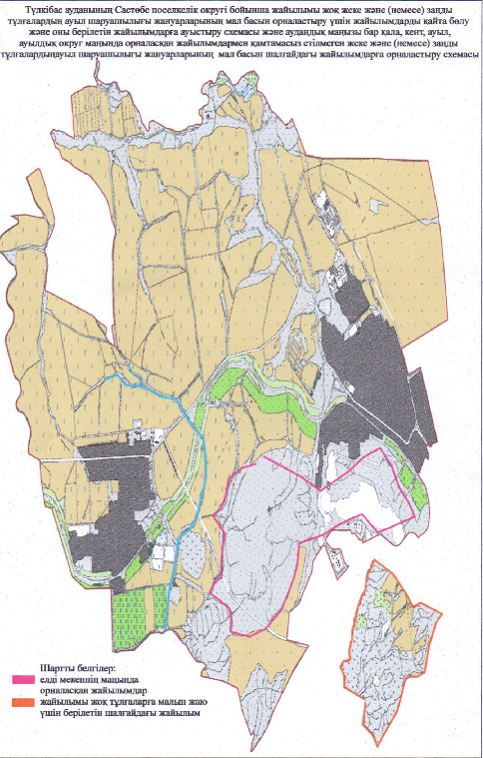 Түлкібас ауданының Састөбе поселкелік округі бойинша жайылымы жоқ жеке және (немесе) заңды
тұлғалардың ауыл шаруашылығы жануарларының мал басын орналастыру үшін жайылымдарды қайта бөлу
және оны берілетін жайылымдарға ауыстыру схемасы және аудандық маңызы бар қала, кент, ауыл,
ауылдық округ маңында орналасқан жайылымдармен қамтамасыз етілмеген жеке және (немесе) заңды
тұлғалардыңауыл шаруашылығы жануарларының мал басын шалғайдағы жайылымдарға орналастыру схемасы
Шартты белгілер:
елді мекеннің маңында
орналасқан жайылымдар
жайылымы жоқ тұлғаларға малын жаю
үшін берілетін шалғайдағы жайылым